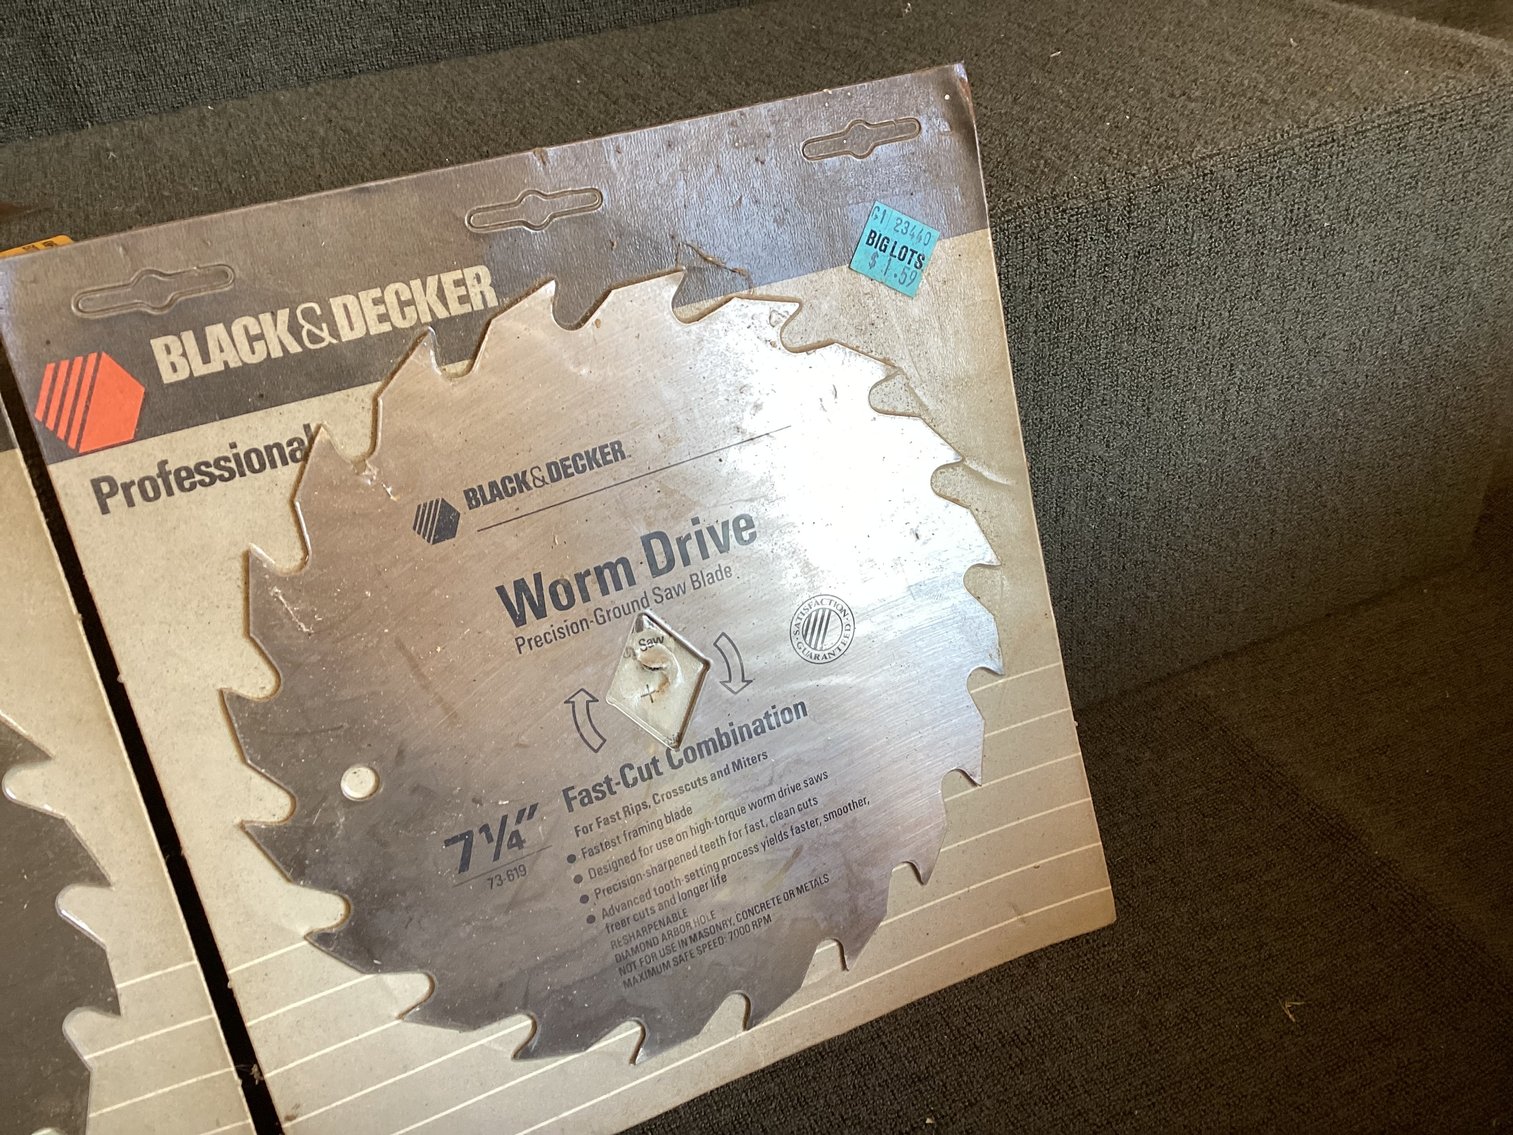 G1 23440
BIG LOTS
$1.59
BLACK&DECKER
Professional
BLACK&DECKER
Worm Drive
Precision-Ground Saw Blade
SATISFACTION
GUARANTEED
Saw
Fast-Cut Combination
For Fast Rips, Crosscuts and Miters
7 1/4"
73-619
• Fastest framing blade
• Designed for use on high-torque worm drive saws
• Precision-sharpened teeth for fast, clean cuts
• Advanced tooth-setting process yields faster, smoother,
freer cuts and longer life
RESHARPENABLE
DIAMOND ARBOR HOLE
NOT FOR USE IN MASONRY, CONCRETE OR METALS
MAXIMUM SAFE SPEED: 7000 RPM